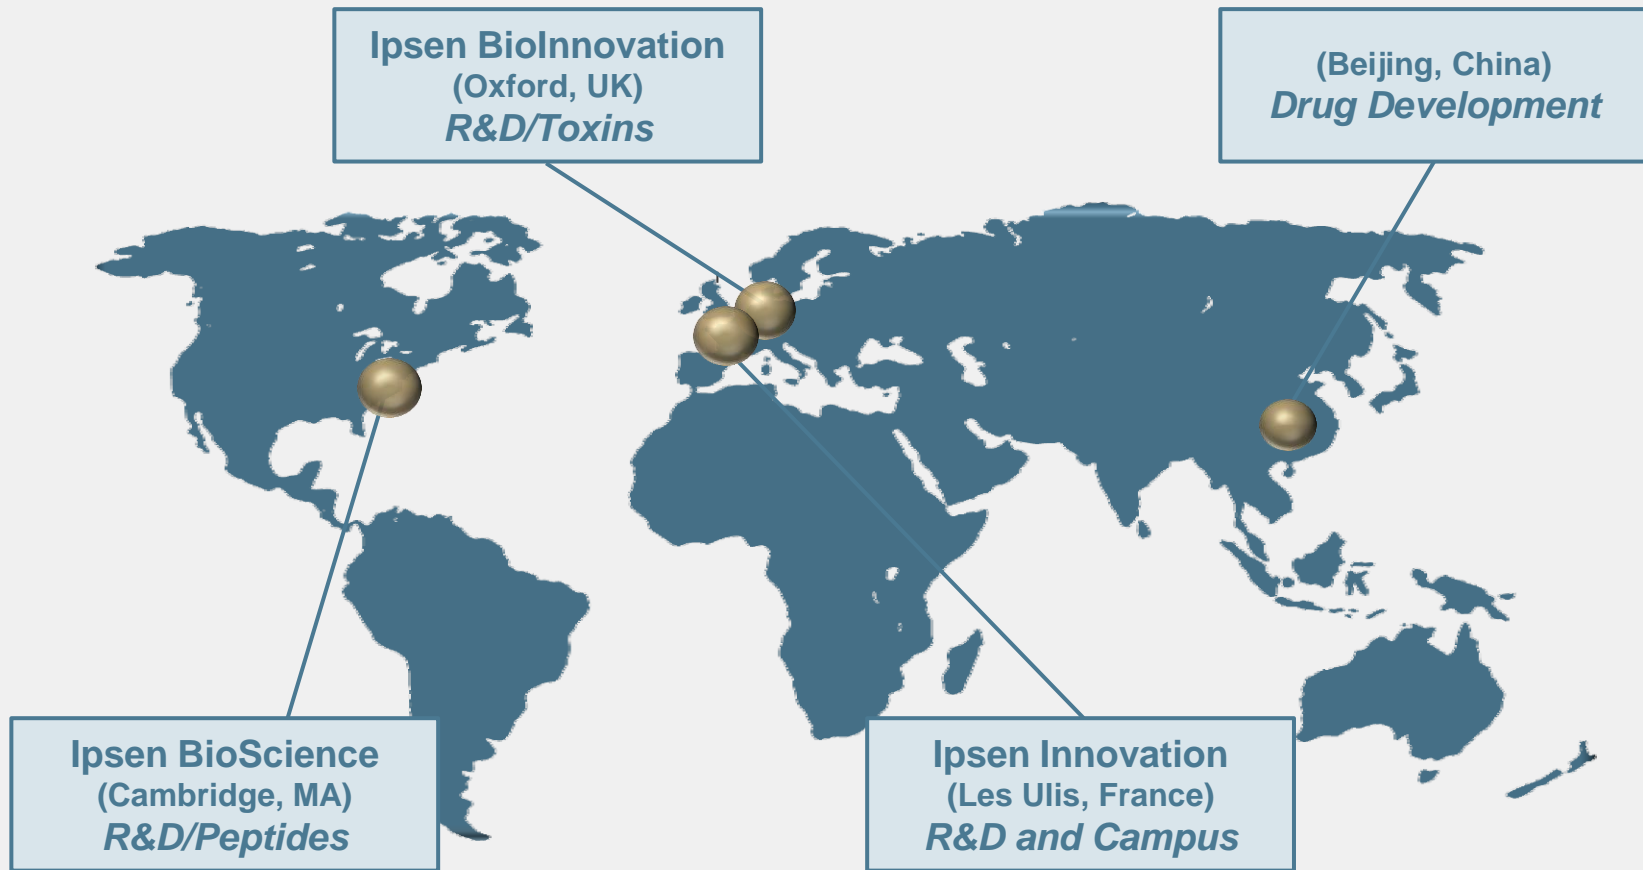 Ipsen BioInnovation
(Oxford, UK)
R&D/Toxins
(Beijing, China)
Drug Development
Ipsen BioScience
(Cambridge, MA)
R&D/Peptides
Ipsen Innovation
(Les Ulis, France)
R&D and Campus